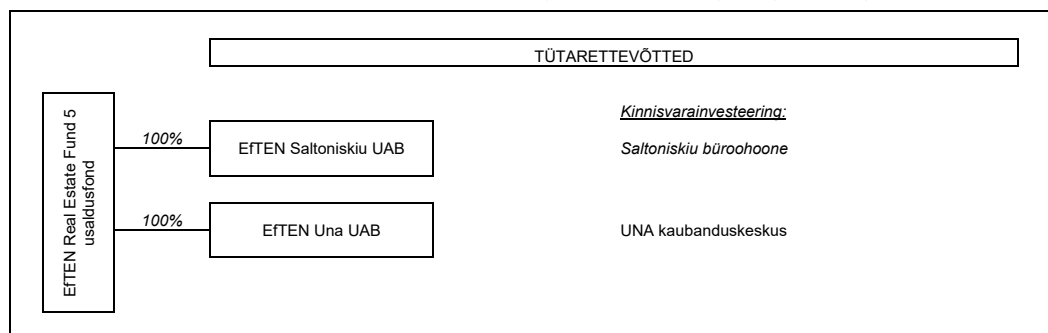 TÜTARETTEVÕTTED
EfTEN Real Estate Fund 5
usaldusfond
Kinnisvarainvesteering:
100%
EfTEN Saltoniskiu UAB
Saltoniskiu büroohoone
100%
EfTEN Una UAB
UNA kaubanduskeskus